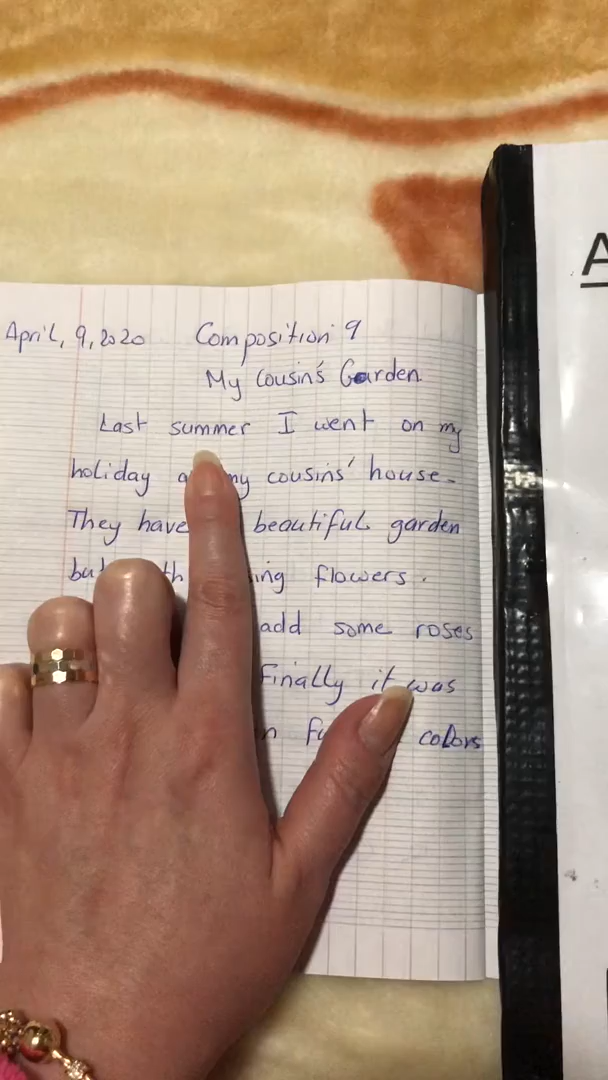 April, 9, 2020 Composition 9
My Cousin's Garden
Last summer I went on my
holiday my cousins' house.
They have beautiful garden
flowers.
add some roses
Finally it was
colors
A